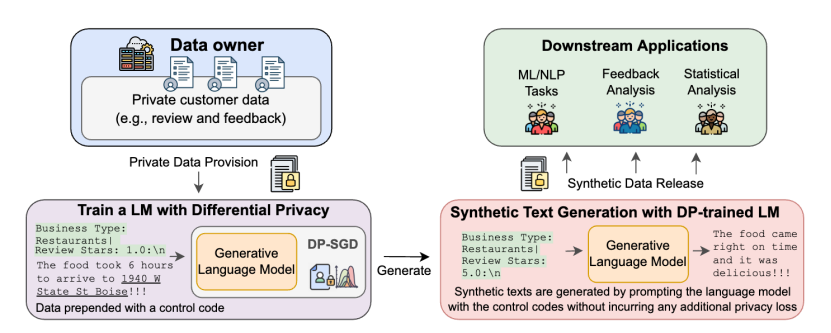 Data owner
Private customer data
(e.g., review and feedback)
Private Data Provision
Train a LM with Differential Privacy
Business Type:
Restaurants|
Review Stars: 1.0:\n
The food took 6 hours
to arrive to 1940 W
State St Boise!!!
Data prepended with a control code
Generative
Language Model
DP-SGD
Generate
Downstream Applications
ML/NLP
Tasks
Feedback
Analysis
Statistical
Analysis
Synthetic Data Release
Synthetic Text Generation with DP-trained LM
Business Type:
Restaurants|
Review Stars:
5.0:\n
Generative
Language Model
The food came
right on time
and it was
delicious!!!
Synthetic texts are generated by prompting the language model
with the control codes without incurring any additional privacy loss